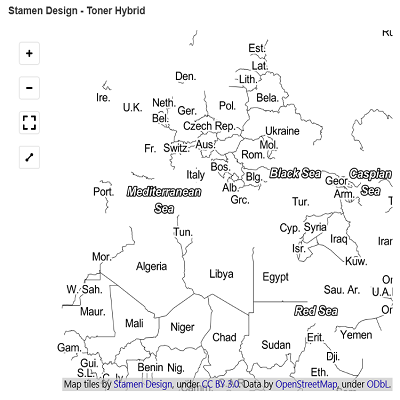 Stamen Design - Toner Hybrid
Est.
Lat.
Lith.
Den.
Ire.
U.K.
Neth.
Ger.
Pol.
Bela.
Bel.
Czech Rep.
Ukraine
Fr.
Switz.
Aus.
Mol.
Rom.
Italy
Bos.
Blg.
Black Sea
Caspian
Sea
Geor.
Arm.
Alb.
Grc.
Port.
Mediterranean
Sea
Tur.
Tun.
Cyp.
Syria
Isr.
Iraq
Iran
Kuw.
Mor.
Algeria
Libya
Egypt
W. Sah.
Sau. Ar.
U.A.
Maur.
Mali
Niger
Chad
Red Sea
Sudan
Erit.
Yemen
Gam.
Gui.
S.L.
Benin
Nig.
Dji.
Eth.
Map tiles by Stamen Design, under CC BY 3.0. Data by OpenStreetMap, under ODbL.